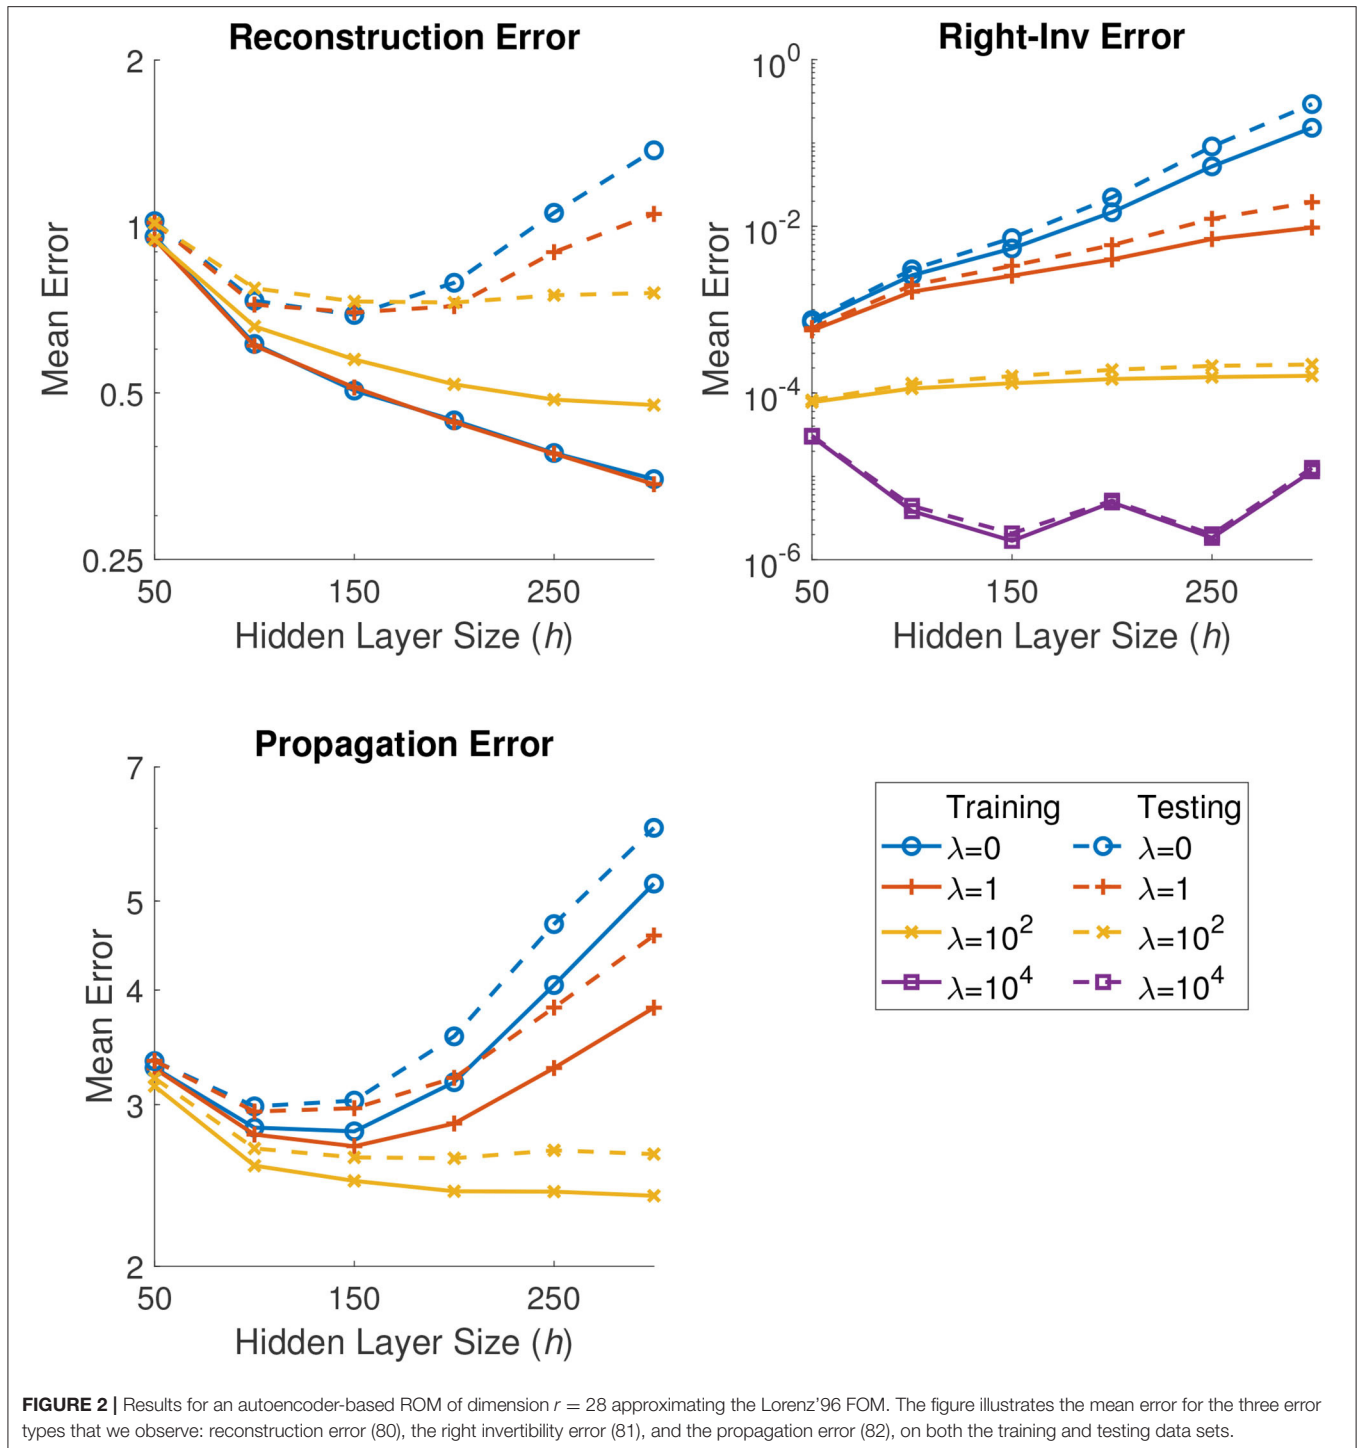 Reconstruction Error
2
1
0.5
0.25
Mean Error
50 150 250
Hidden Layer Size (h)
Right-Inv Error
10^0
10^-2
10^-4
10^-6
Mean Error
50 150 250
Hidden Layer Size (h)
Propagation Error
7
5
4
3
2
Mean Error
50 150 250
Hidden Layer Size (h)
Training Testing
λ=0 λ=0
λ=1 λ=1
λ=10^2 λ=10^2
λ=10^4 λ=10^4
FIGURE 2 | Results for an autoencoder-based ROM of dimension r = 28 approximating the Lorenz'96 FOM. The figure illustrates the mean error for the three error
types that we observe: reconstruction error (80), the right invertibility error (81), and the propagation error (82), on both the training and testing data sets.